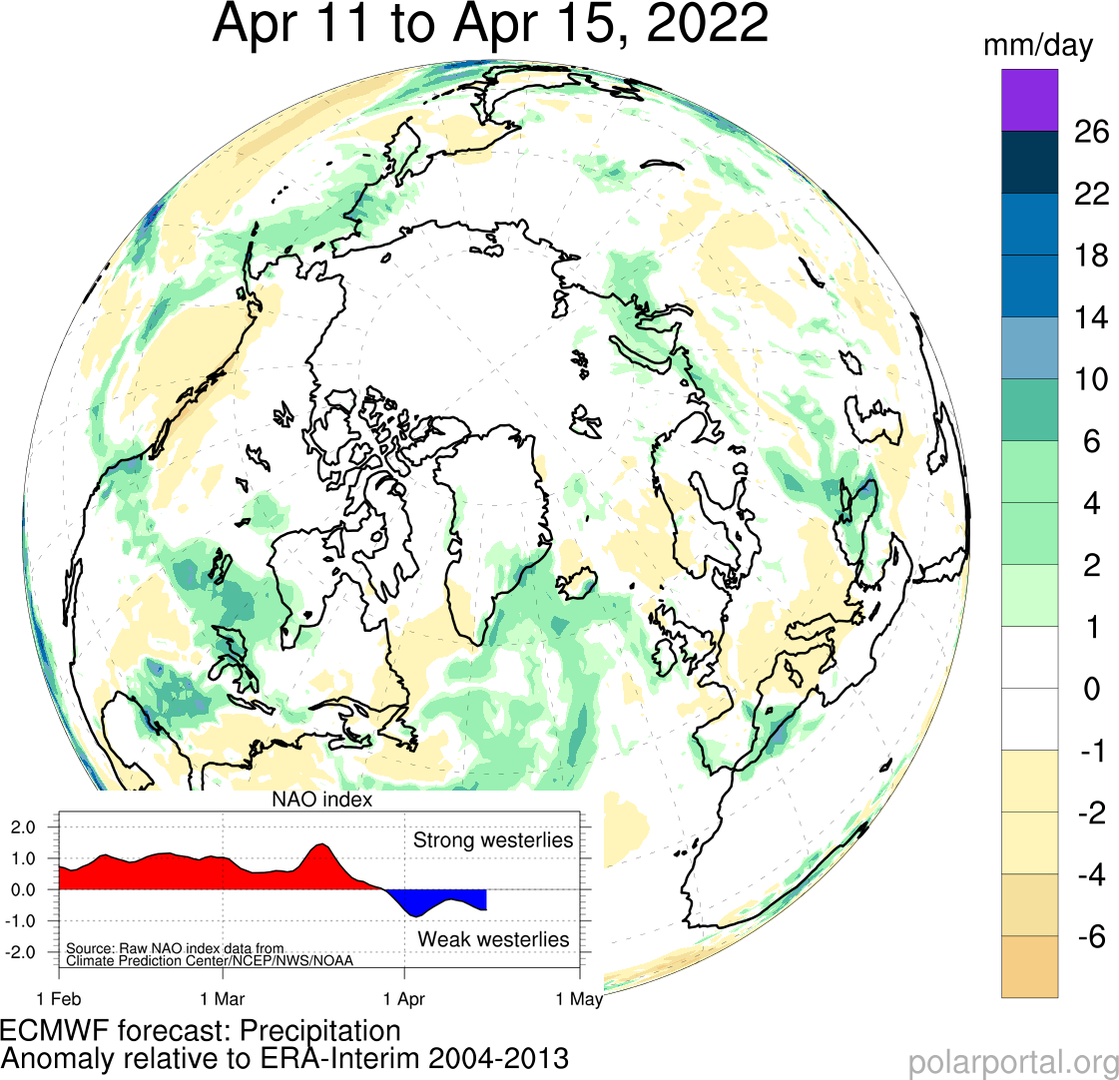 Apr 11 to Apr 15, 2022
mm/day
26
22
18
14
10
6
4
2
1
0
-1
-2
-4
-6
NAO index
2.0
1.0
0.0
-1.0
-2.0
Strong westerlies
Weak westerlies
Source: Raw NAO index data from
Climate Prediction Center/NCEP/NWS/NOAA
1 Feb
1 Mar
1 Apr
1 May
ECMWF forecast: Precipitation
Anomaly relative to ERA-Interim 2004-2013
polarportal.org